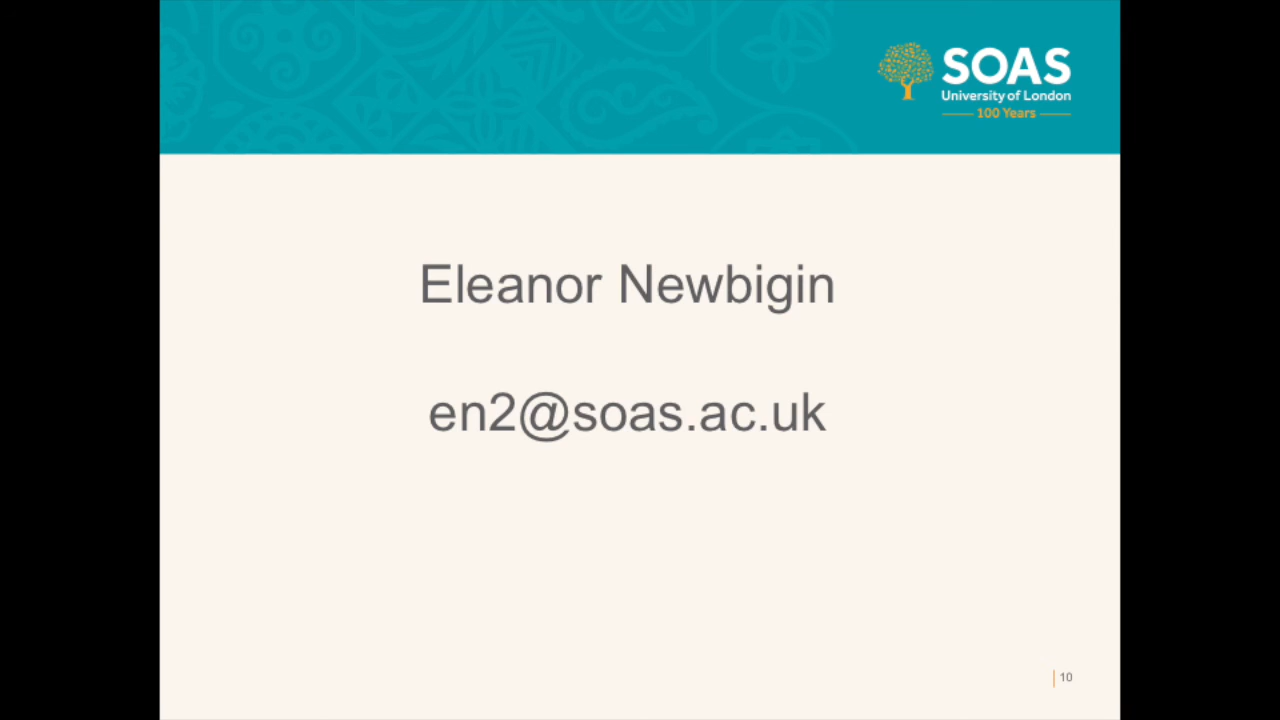 SOAS
University of London
100 Years
Eleanor Newbigin
en2@soas.ac.uk
10